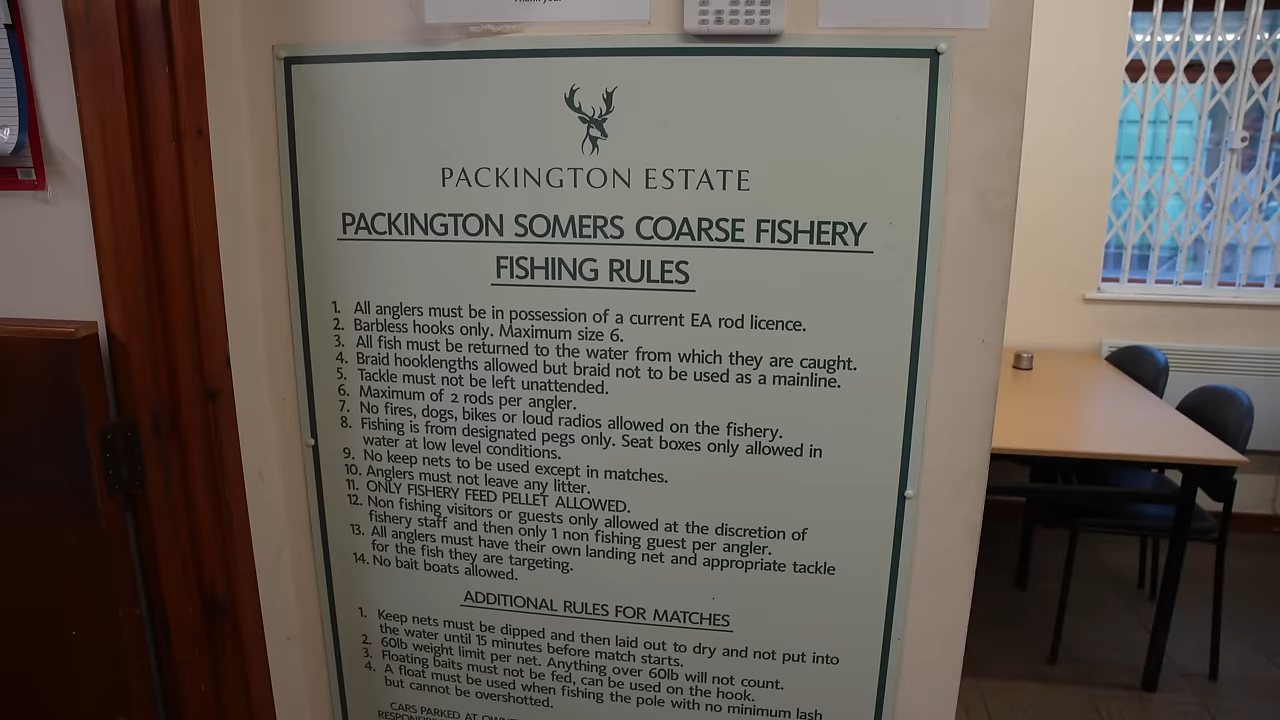 Thank you.
PACKINGTON ESTATE
PACKINGTON SOMERS COARSE FISHERY
FISHING RULES
1. All anglers must be in possession of a current EA rod licence.
2. Barbless hooks only. Maximum size 6.
3. All fish must be returned to the water from which they are caught.
4. Braid hooklengths allowed but braid not to be used as a mainline.
5. Tackle must not be left unattended.
6. Maximum of 2 rods per angler.
7. No fires, dogs, bikes or loud radios allowed on the fishery.
8. Fishing is from designated pegs only. Seat boxes only allowed in
water at low level conditions.
9. No keep nets to be used except in matches.
10. Anglers must not leave any litter.
11. ONLY FISHERY FEED PELLET ALLOWED.
12. Non fishing visitors or guests only allowed at the discretion of
fishery staff and then only 1 non fishing guest per angler.
13. All anglers must have their own landing net and appropriate tackle
for the fish they are targeting.
14. No bait boats allowed.
ADDITIONAL RULES FOR MATCHES
1. Keep nets must be dipped and then laid out to dry and not put into
the water until 15 minutes before match starts.
2. 60lb weight limit per net. Anything over 60lb will not count.
3. Floating baits must not be fed, can be used on the hook.
4. A float must be used when fishing the pole with no minimum lash
but cannot be overshotted.
CARS PARKED AT